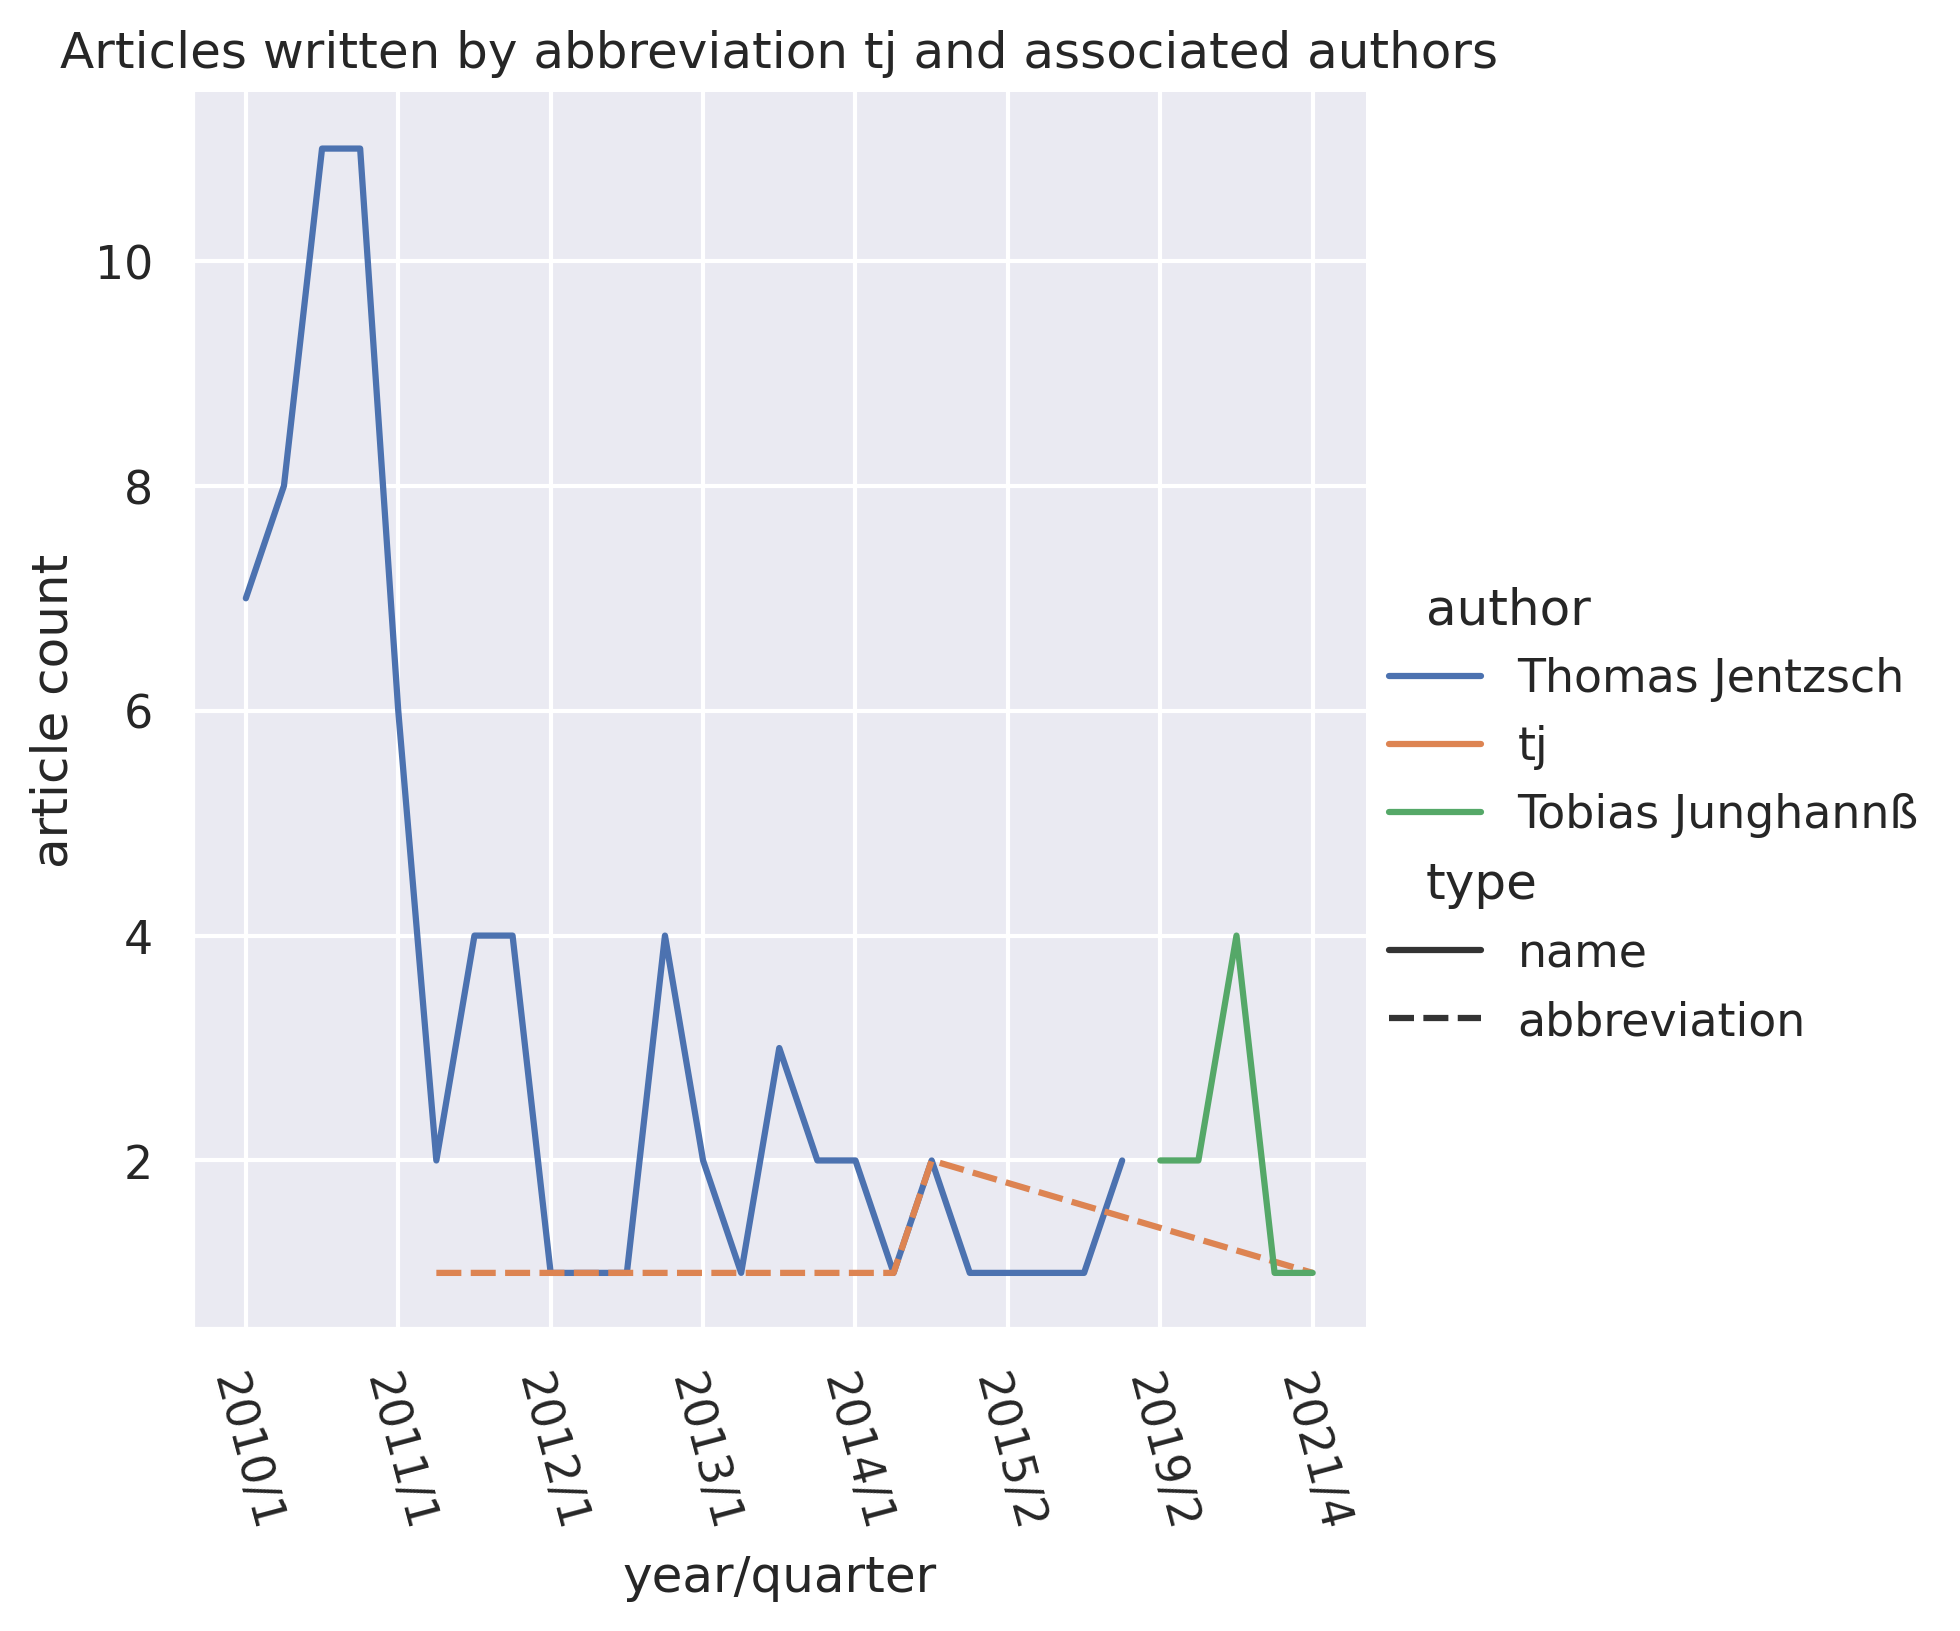 Articles written by abbreviation tj and associated authors
article count
10
8
6
4
2
2010/1
2011/1
2012/1
2013/1
2014/1
2015/2
2019/2
2021/4
year/quarter
author
Thomas Jentzsch
tj
Tobias Junghannß
type
name
abbreviation